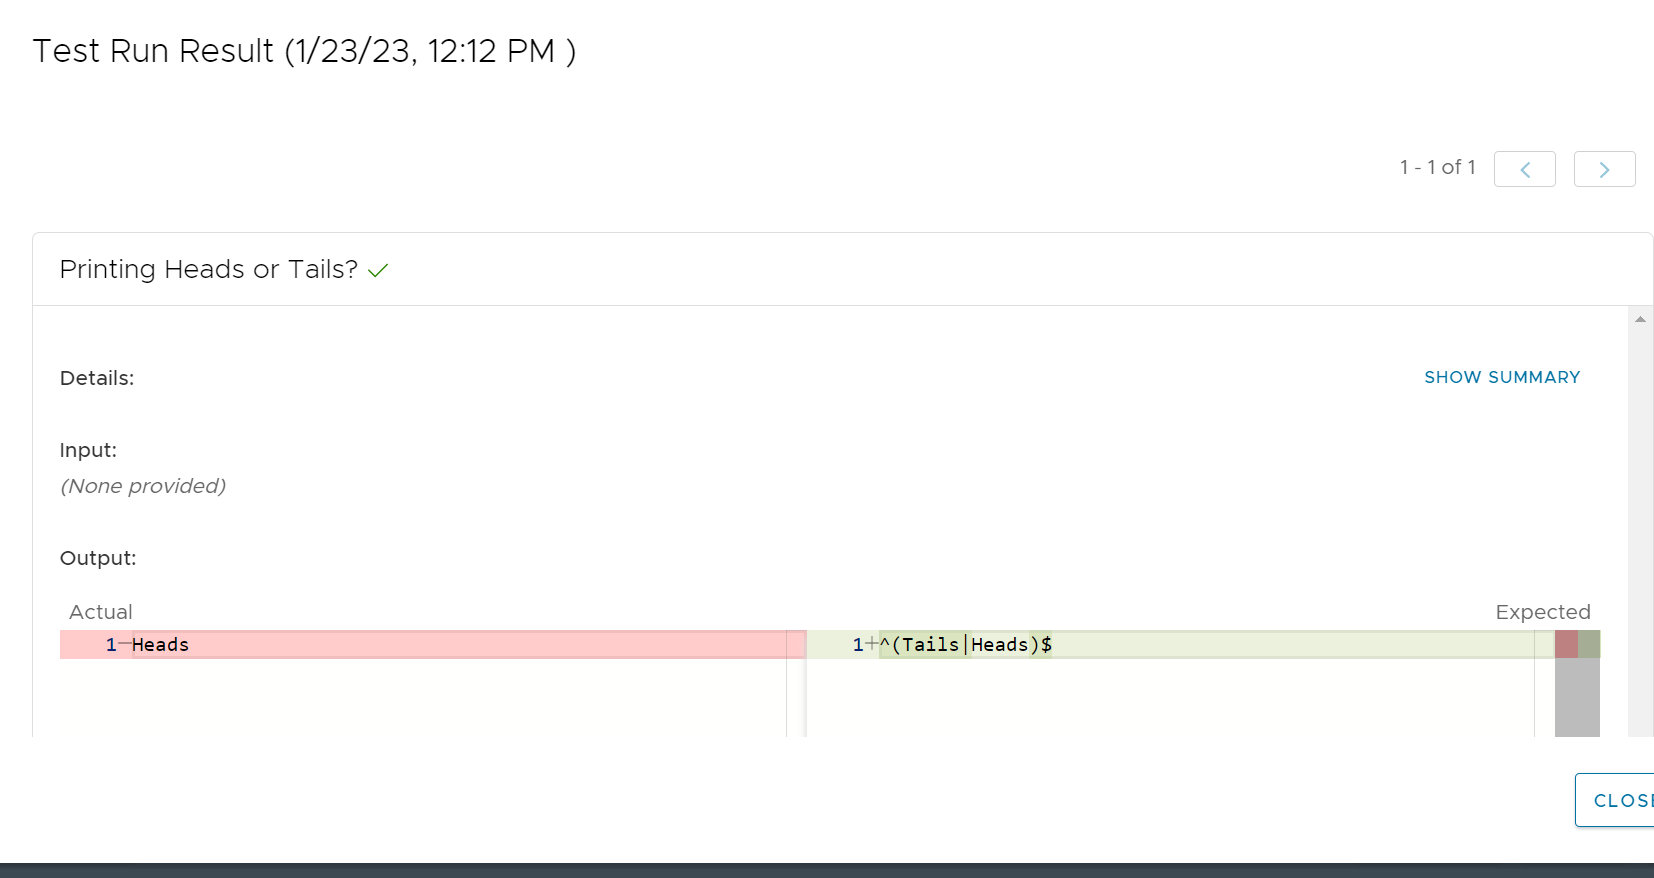 Test Run Result (1/23/23, 12:12 PM )
1 - 1 of 1
Printing Heads or Tails?
Details:
SHOW SUMMARY
Input:
(None provided)
Output:
Actual
Expected
1—Heads
1+^(Tails|Heads)$
CLOSE